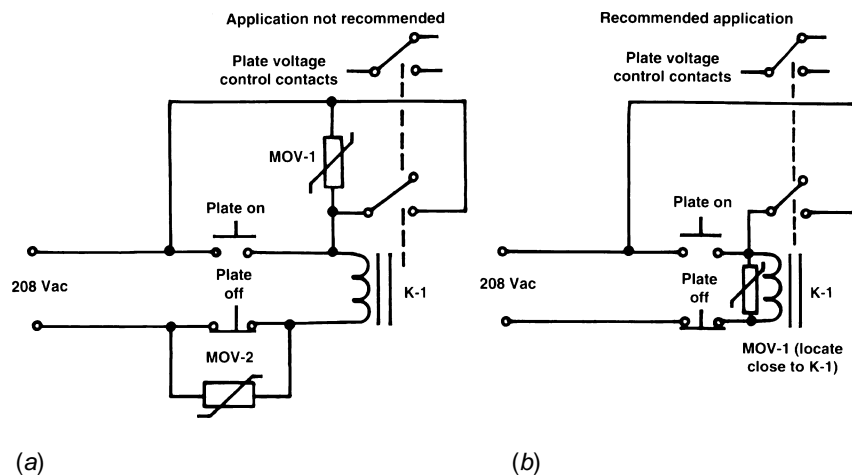 Application not recommended
Plate voltage
control contacts
MOV-1
Plate on
208 Vac
Plate
off
K-1
MOV-2
(a)
Recommended application
Plate voltage
control contacts
Plate on
208 Vac
Plate
off
K-1
MOV-1 (locate
close to K-1)
(b)